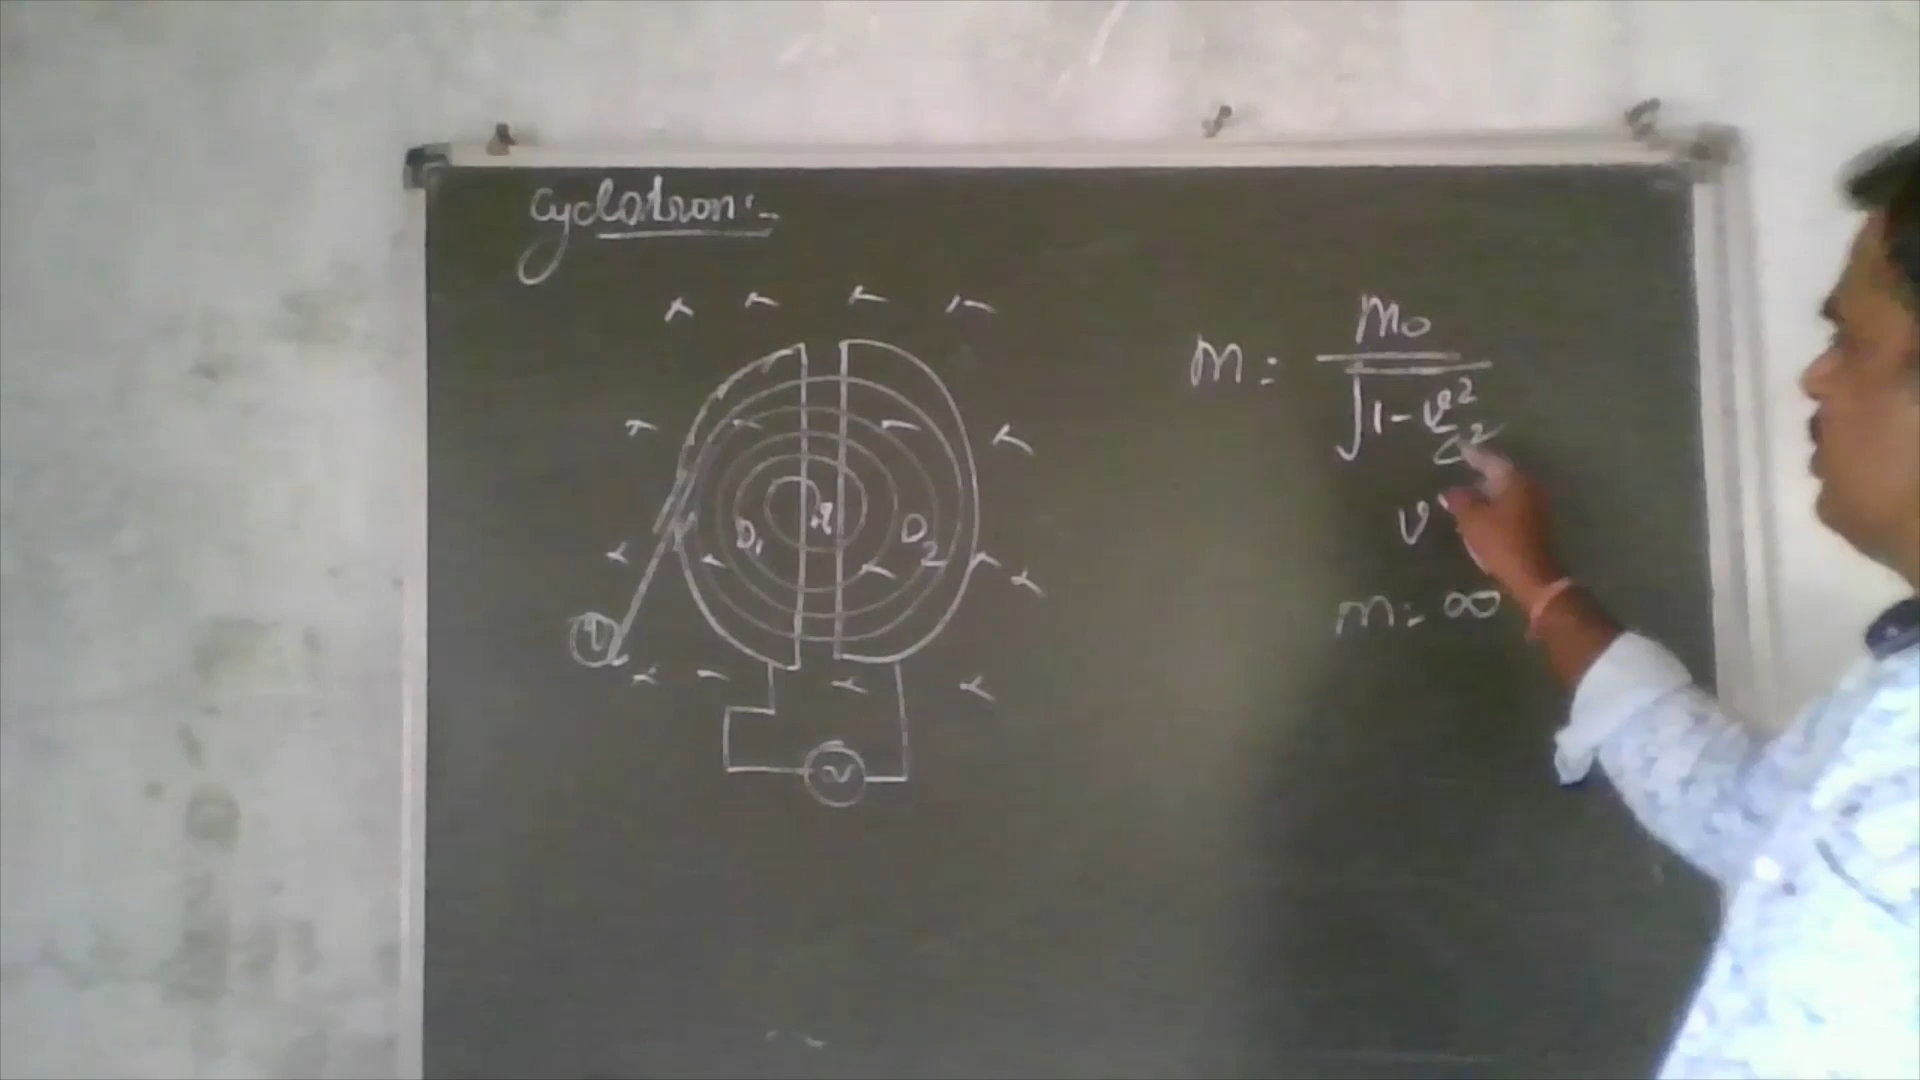 Cyclotron:-
m = m₀ / √1 - v²/c²
D₁
D₂
v
m = ∞
~